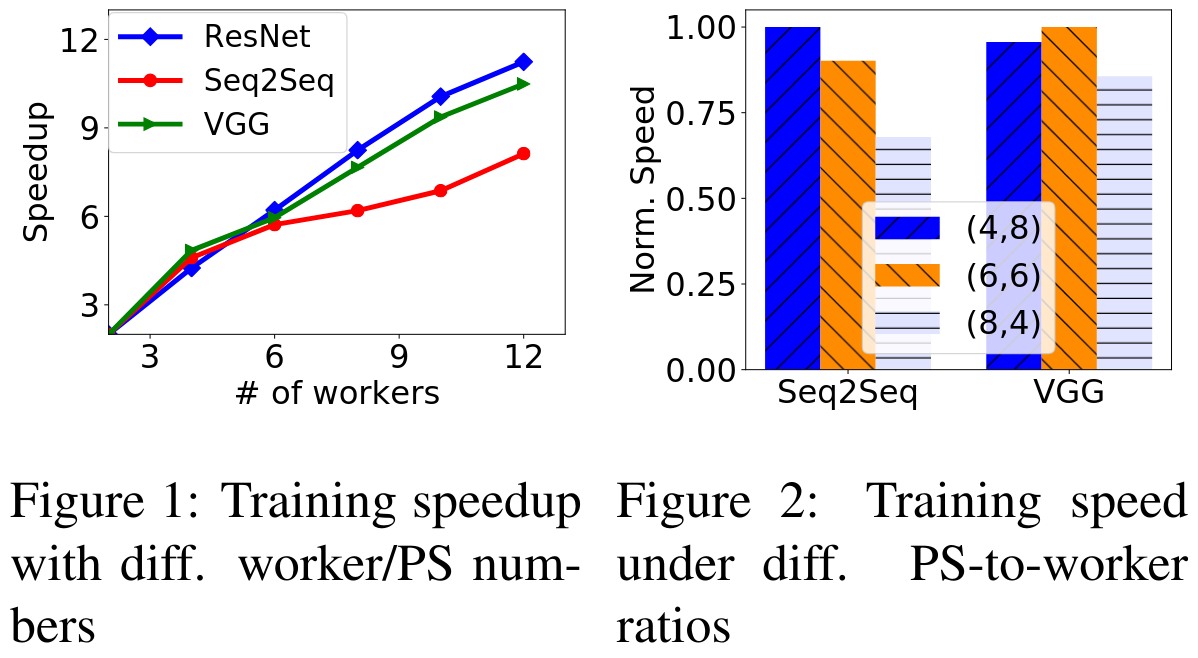 12
9
6
3
Speedup
ResNet
Seq2Seq
VGG
3 6 9 12
# of workers
1.00
0.75
0.50
0.25
0.00
Norm. Speed
(4,8)
(6,6)
(8,4)
Seq2Seq VGG
Figure 1: Training speedup
with diff. worker/PS num-
bers
Figure 2: Training speed
under diff. PS-to-worker
ratios